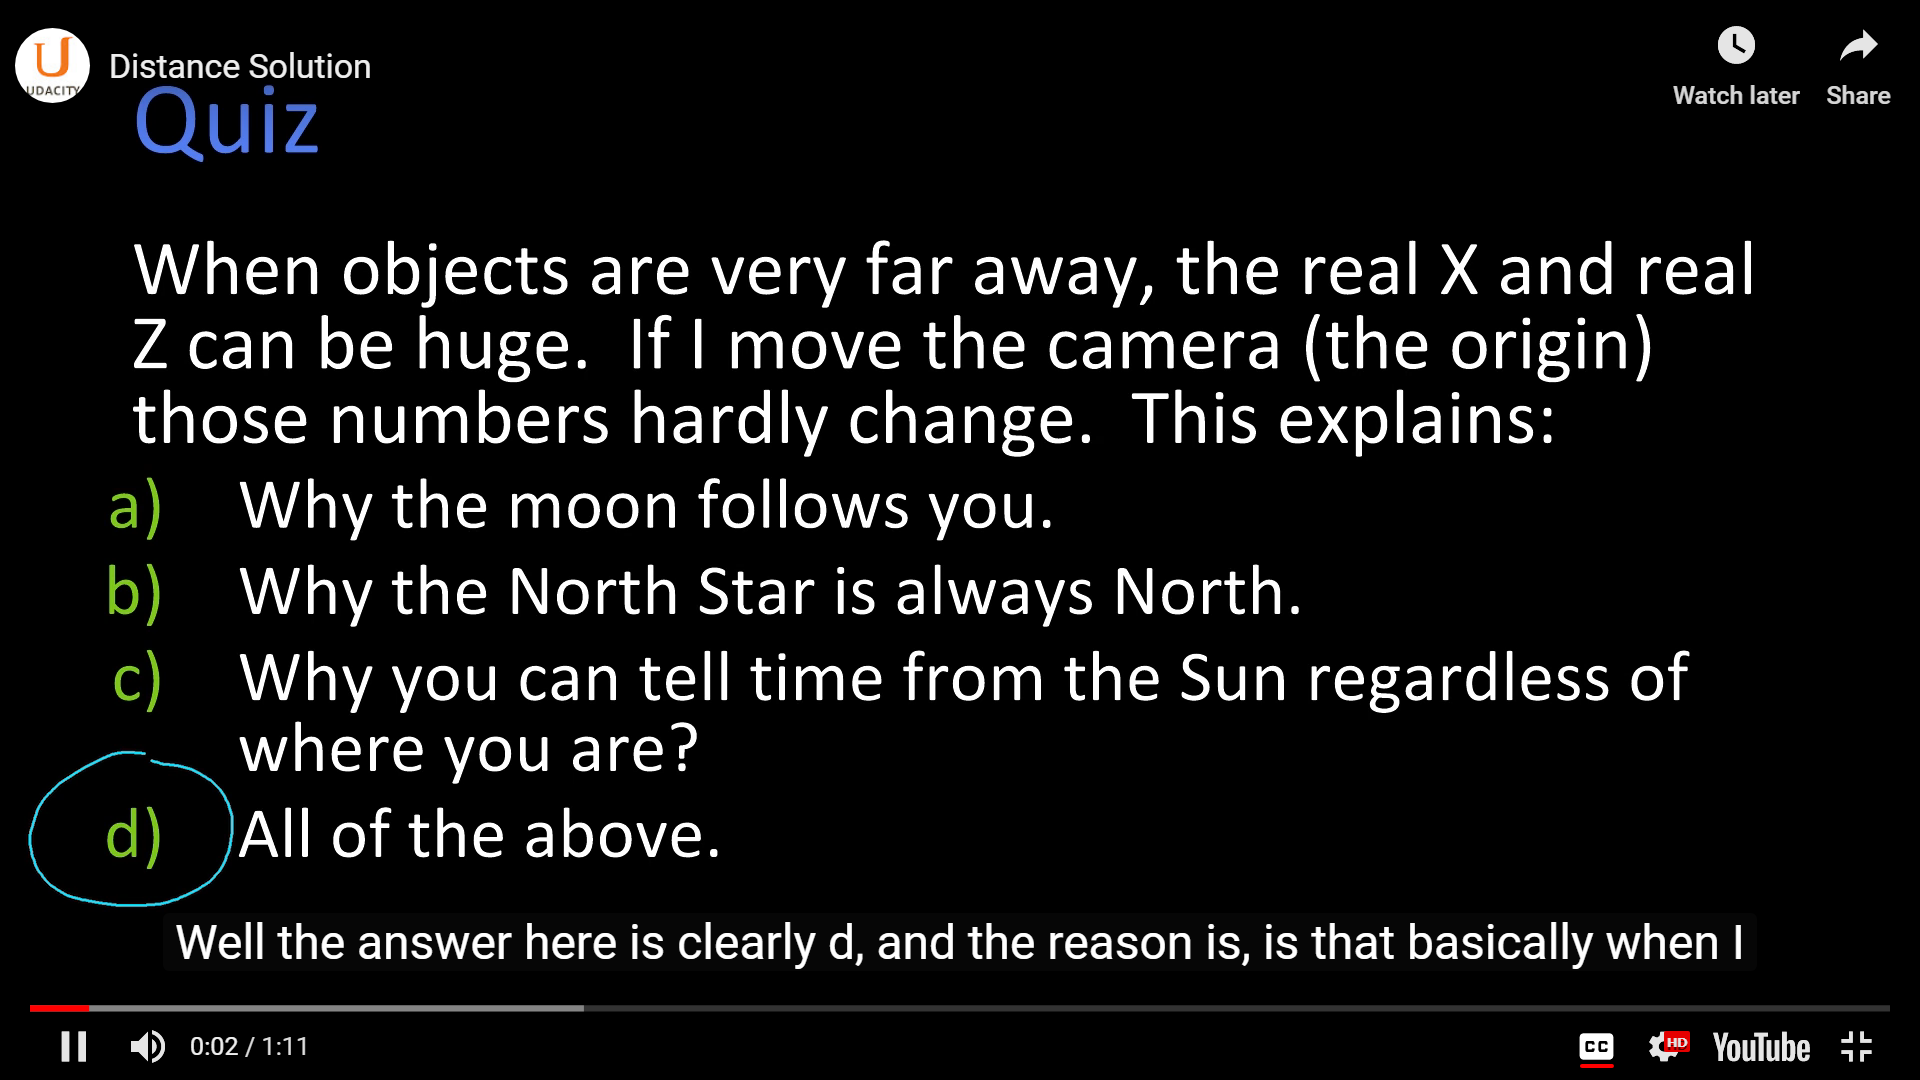 UDACITY
Distance Solution
Watch later
Share
Quiz
When objects are very far away, the real X and real
Z can be huge.  If I move the camera (the origin)
those numbers hardly change.  This explains:
a) Why the moon follows you.
b) Why the North Star is always North.
c) Why you can tell time from the Sun regardless of
where you are?
d) All of the above.
Well the answer here is clearly d, and the reason is, is that basically when I
0:02 / 1:11
CC
HD
YouTube